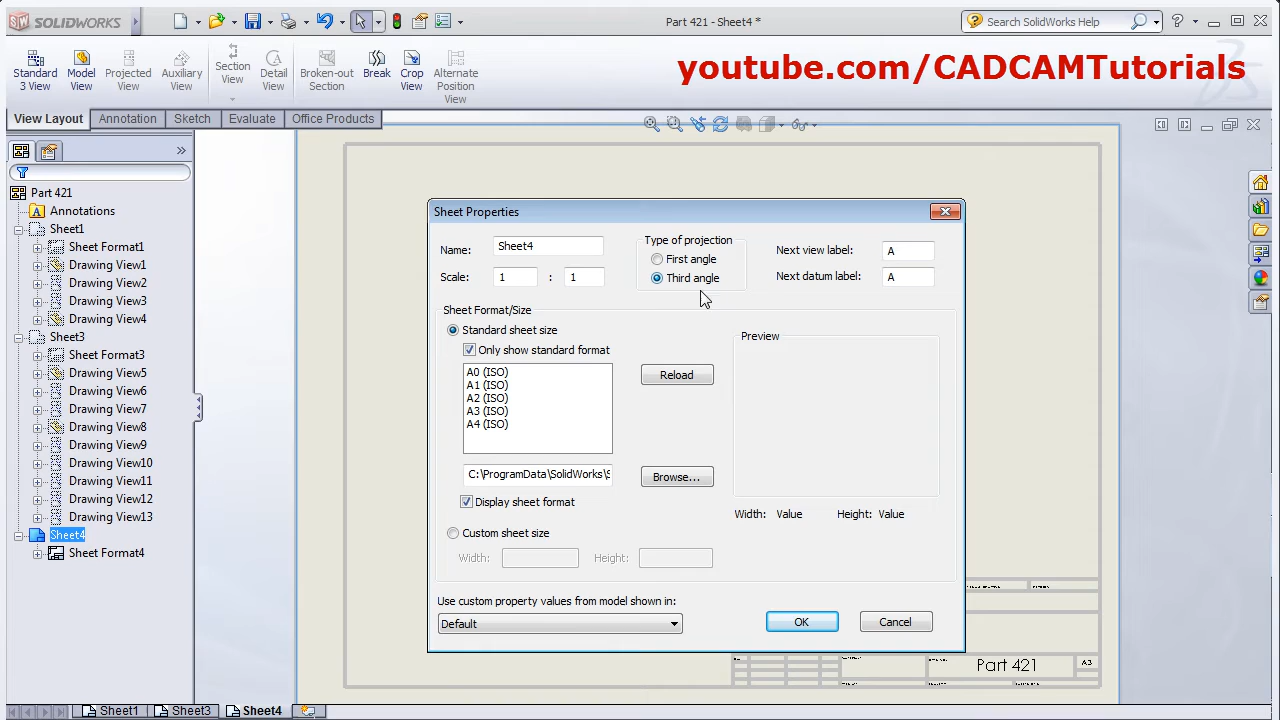 SOLIDWORKS
Part 421 - Sheet4 *
Search SolidWorks Help
Standard 3 View
Model View
Projected View
Auxiliary View
Section View
Detail View
Broken-out Section
Break
Crop View
Alternate Position View
youtube.com/CADCAMTutorials
View Layout
Annotation
Sketch
Evaluate
Office Products
Part 421
Annotations
Sheet1
Sheet Format1
Drawing View1
Drawing View2
Drawing View3
Drawing View4
Sheet3
Sheet Format3
Drawing View5
Drawing View6
Drawing View7
Drawing View8
Drawing View9
Drawing View10
Drawing View11
Drawing View12
Drawing View13
Sheet4
Sheet Format4
Sheet Properties
Name: Sheet4
Scale: 1 : 1
Type of projection
First angle
Third angle
Next view label: A
Next datum label: A
Sheet Format/Size
Standard sheet size
Only show standard format
A0 (ISO)
A1 (ISO)
A2 (ISO)
A3 (ISO)
A4 (ISO)
Reload
C:\ProgramData\SolidWorks\S
Browse...
Display sheet format
Custom sheet size
Width:
Height:
Preview
Width: Value Height: Value
Use custom property values from model shown in:
Default
OK
Cancel
Part 421
A3
Sheet1
Sheet3
Sheet4